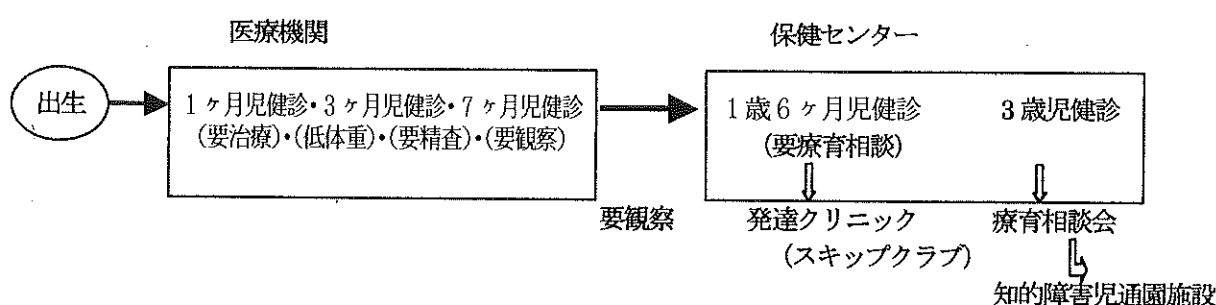 医療機関
保健センター
出生
1ヶ月児健診・3ヶ月児健診・7ヶ月児健診
(要治療)・(低体重)・(要精査)・(要観察)
1歳6ヶ月児健診
3歳児健診
(要療育相談)
要観察
発達クリニック
療育相談会
(スキップクラブ)
知的障害児通園施設